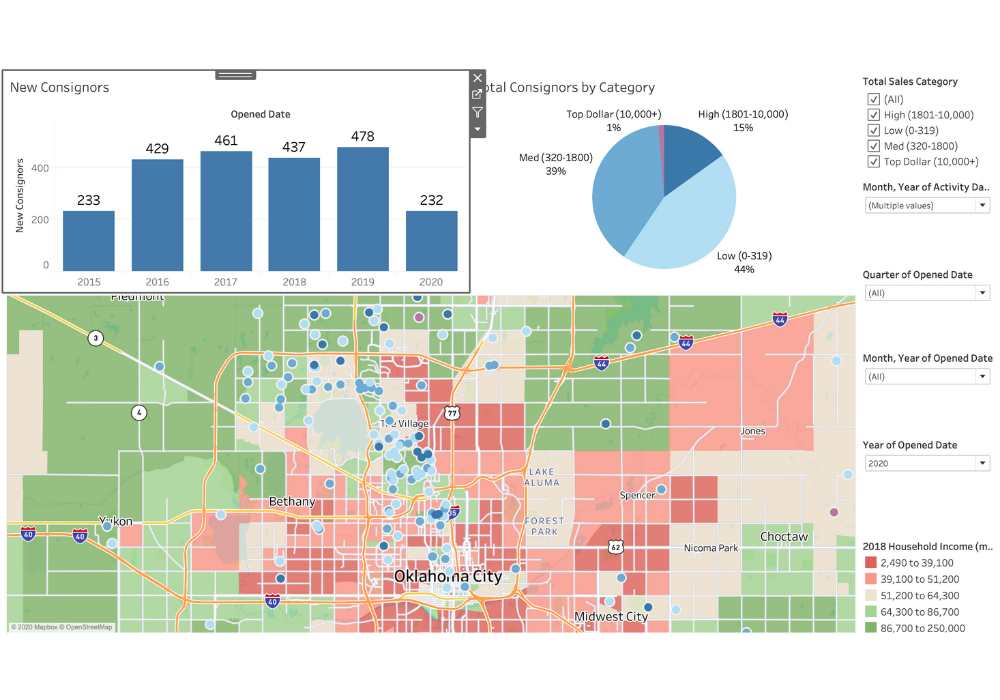 New Consignors
Opened Date
New Consignors
400
200
0
233
429
461
437
478
232
2015
2016
2017
2018
2019
2020
otal Consignors by Category
Top Dollar (10,000+)
1%
High (1801-10,000)
15%
Med (320-1800)
39%
Low (0-319)
44%
Total Sales Category
(All)
High (1801-10,000)
Low (0-319)
Med (320-1800)
Top Dollar (10,000+)
Month, Year of Activity Da..
(Multiple values)
Quarter of Opened Date
(All)
Month, Year of Opened Date
(All)
Year of Opened Date
2020
2018 Household Income (m..
2,490 to 39,100
39,100 to 51,200
51,200 to 64,300
64,300 to 86,700
86,700 to 250,000
Piedmont
3
44
44
44
4
77
The Village
Jones
LAKE
ALUMA
Bethany
Spencer
Yukon
FOREST
PARK
40
40
62
Nicoma Park
Choctaw
Oklahoma City
40
Midwest City
© 2020 Mapbox © OpenStreetMap